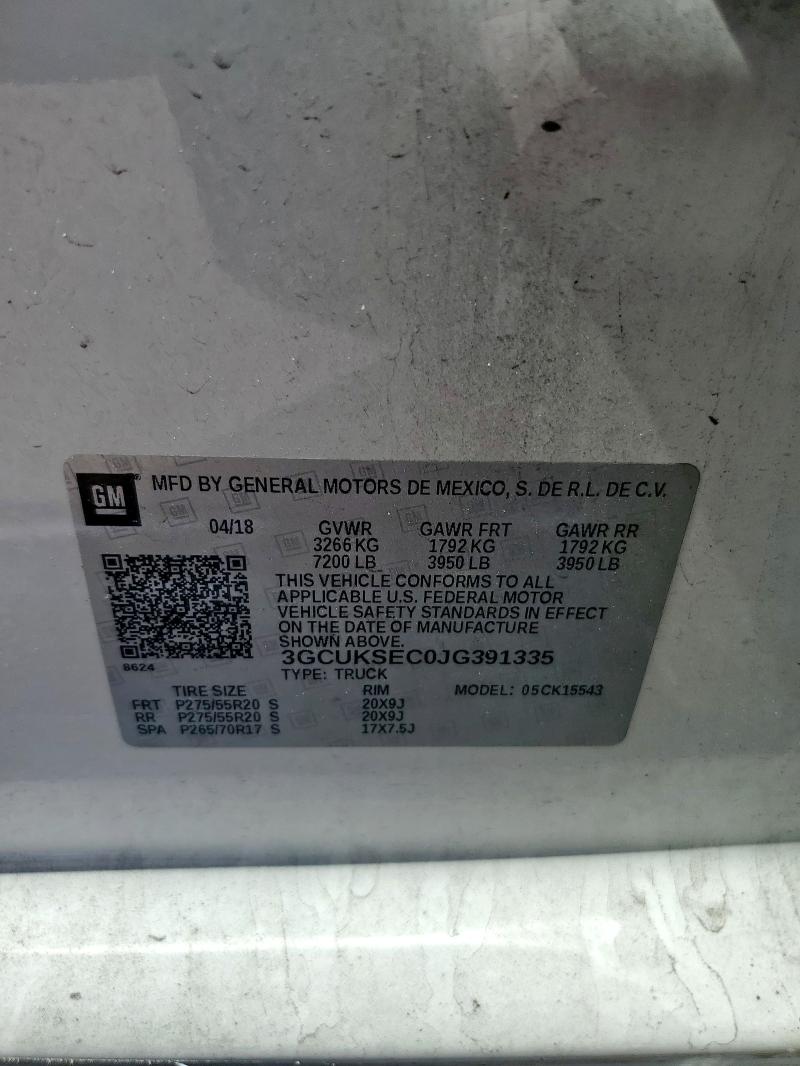 GM MFD BY GENERAL MOTORS DE MEXICO, S. DE R.L. DE C.V.
04/18 GVWR GAWR FRT GAWR RR
3266 KG 1792 KG 1792 KG
7200 LB 3950 LB 3950 LB
THIS VEHICLE CONFORMS TO ALL
APPLICABLE U.S. FEDERAL MOTOR
VEHICLE SAFETY STANDARDS IN EFFECT
ON THE DATE OF MANUFACTURE
SHOWN ABOVE.
3GCUKSEC0JG391335
8624
TYPE: TRUCK
TIRE SIZE RIM MODEL: 05CK15543
FRT P275/55R20 S 20X9J
RR P275/55R20 S 20X9J
SPA P265/70R17 S 17X7.5J